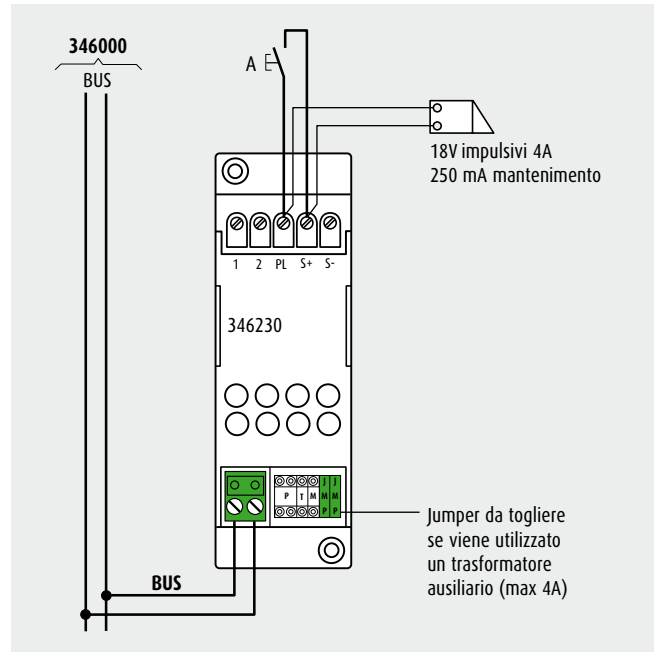 346000
BUS
A
18V impulsivi 4A
250 mA mantenimento
1 2 PL S+ S-
346230
P T M J J
M M
P P
BUS
Jumper da togliere
se viene utilizzato
un trasformatore
ausiliario (max 4A)